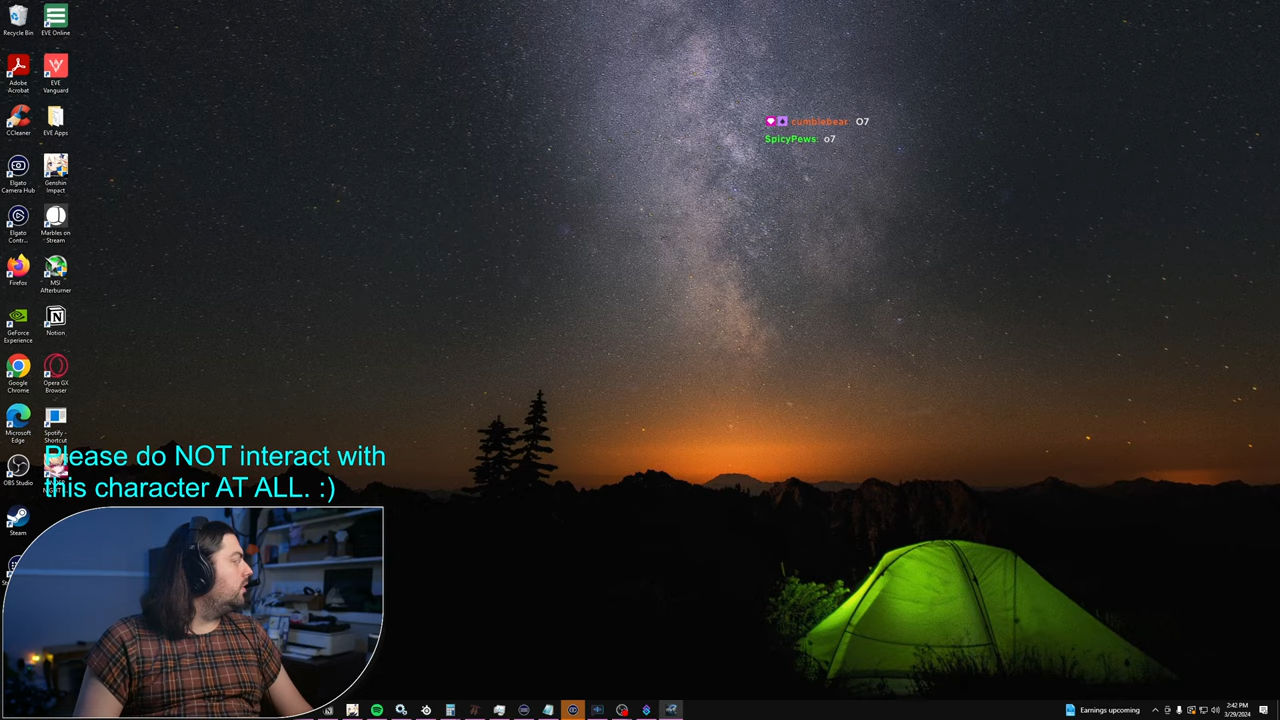 Recycle Bin
EVE Online
Adobe
Acrobat
EVE
Vanguard
CCleaner
EVE Apps
Elgato
Camera Hub
Genshin
Impact
Elgato
Contr...
Marbles on
Stream
Firefox
MSI
Afterburner
GeForce
Experience
Notion
Google
Chrome
Opera GX
Browser
Microsoft
Edge
Spotify -
Shortcut
OBS Studio
Steam
cumblebear: O7
SpicyPews: o7
Please do NOT interact with
this character AT ALL. :)
Earnings upcoming
2:42 PM
3/29/2024